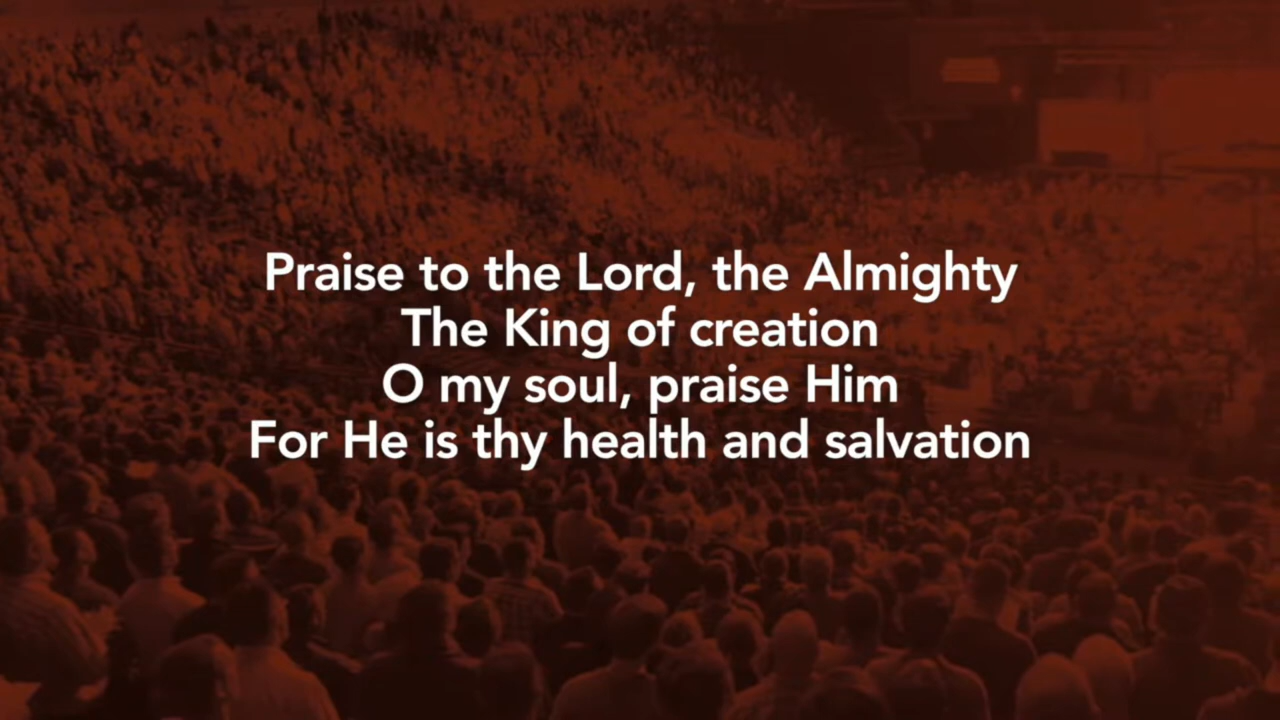 Praise to the Lord, the Almighty
The King of creation
O my soul, praise Him
For He is thy health and salvation